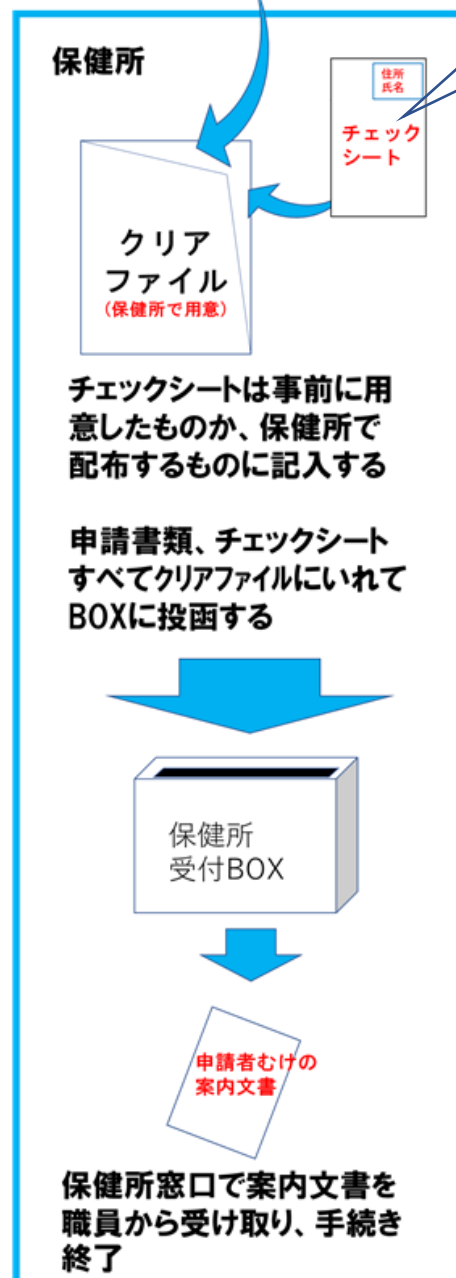 保健所
住所
氏名
チェック
シート
クリア
ファイル
(保健所で用意)
チェックシートは事前に用
意したものか、保健所で
配布するものに記入する
申請書類、チェックシート
すべてクリアファイルにいれて
BOXに投函する
保健所
受付BOX
申請者むけの
案内文書
保健所窓口で案内文書を
職員から受け取り、手続き
終了